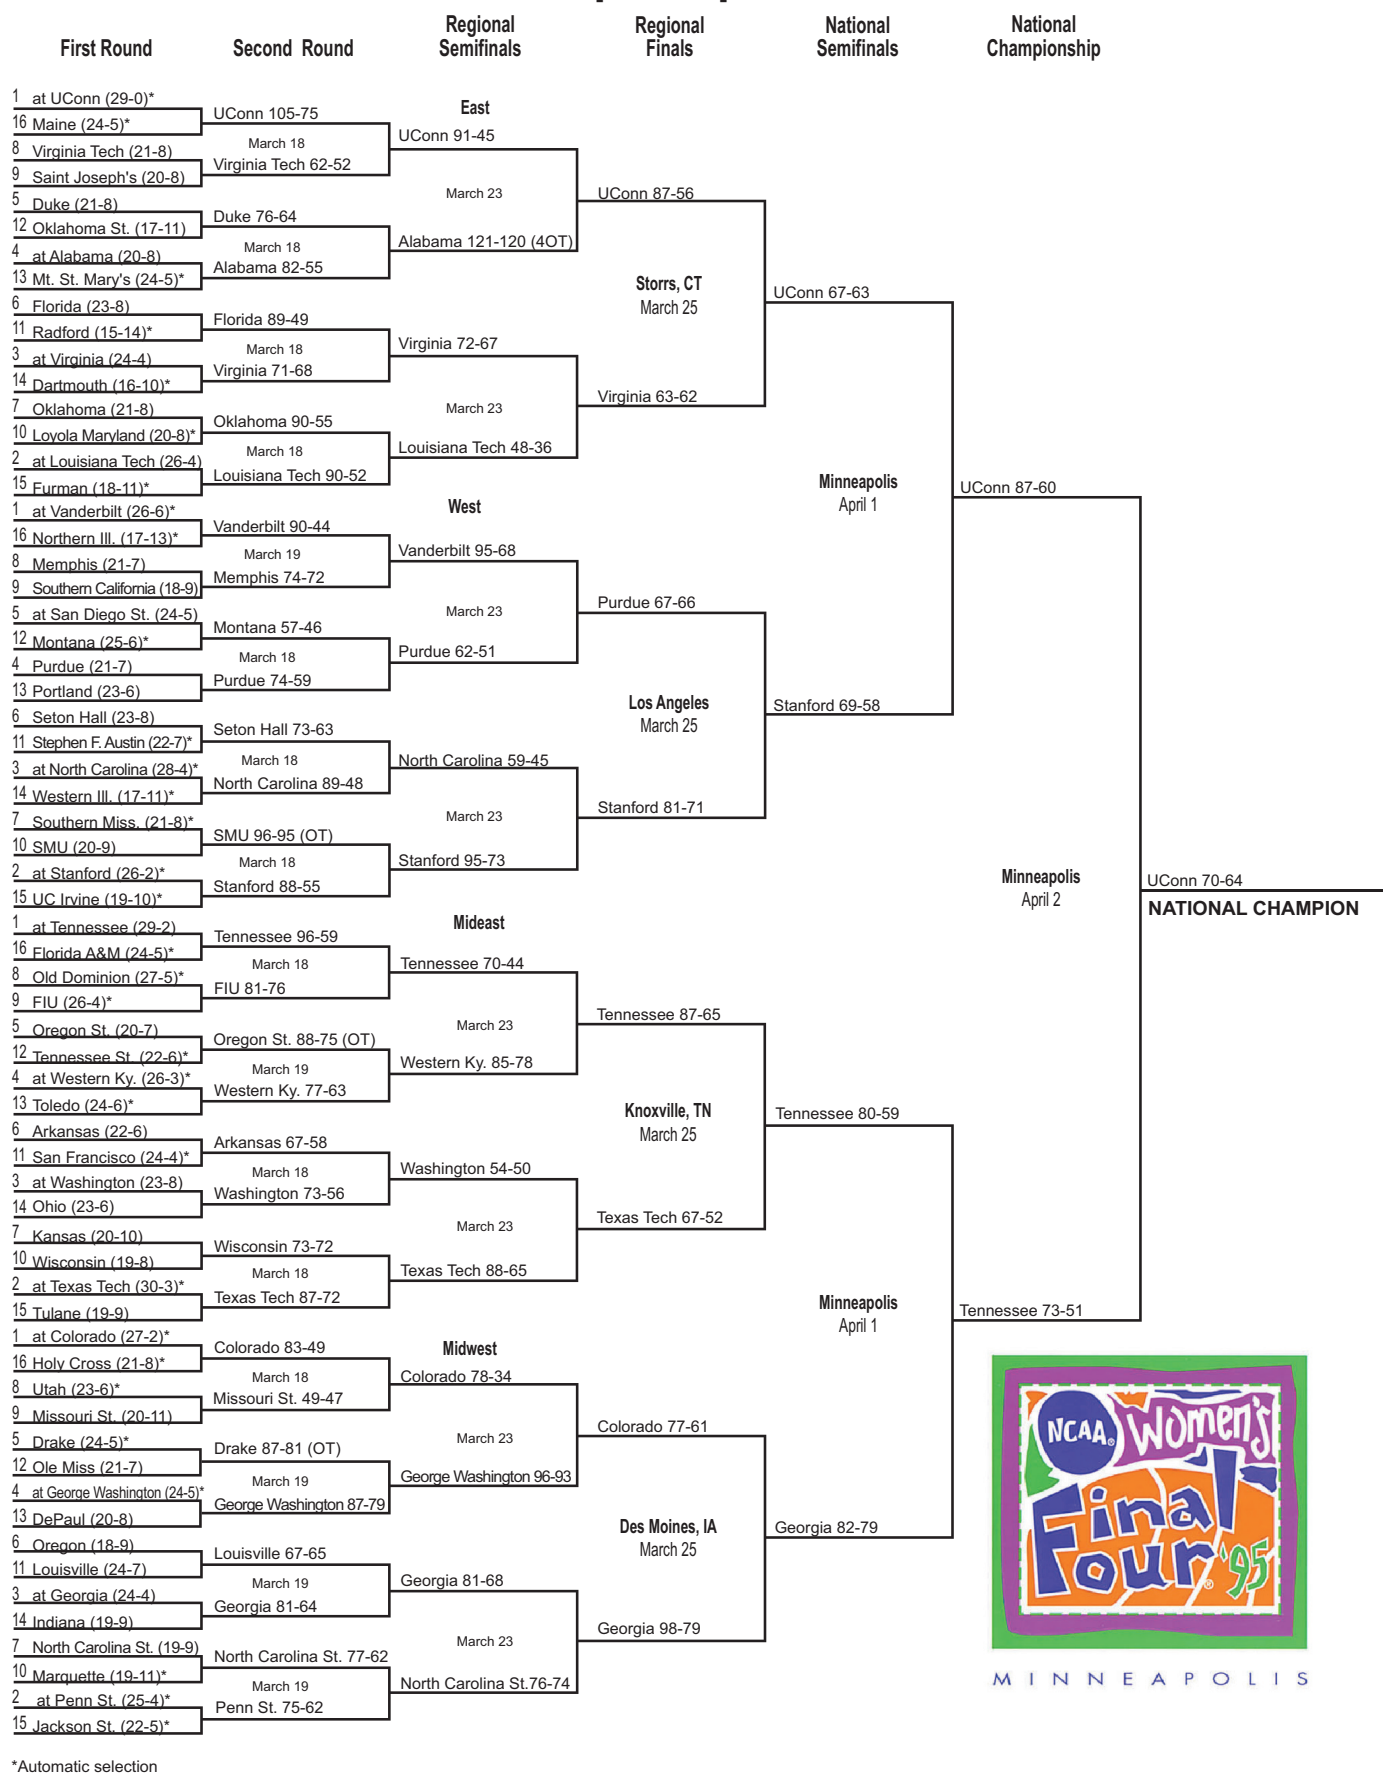 First Round
Second Round
Regional
Semifinals
Regional
Finals
National
Semifinals
National
Championship
1 at UConn (29-0)*
16 Maine (24-5)*
8 Virginia Tech (21-8)
9 Saint Joseph's (20-8)
5 Duke (21-8)
12 Oklahoma St. (17-11)
4 at Alabama (20-8)
13 Mt. St. Mary's (24-5)*
6 Florida (23-8)
11 Radford (15-14)*
3 at Virginia (24-4)
14 Dartmouth (16-10)*
7 Oklahoma (21-8)
10 Loyola Maryland (20-8)*
2 at Louisiana Tech (26-4)
15 Furman (18-11)*
1 at Vanderbilt (26-6)*
16 Northern Ill. (17-13)*
8 Memphis (21-7)
9 Southern California (18-9)
5 at San Diego St. (24-5)
12 Montana (25-6)*
4 Purdue (21-7)
13 Portland (23-6)
6 Seton Hall (23-8)
11 Stephen F. Austin (22-7)*
3 at North Carolina (28-4)*
14 Western Ill. (17-11)*
7 Southern Miss. (21-8)*
10 SMU (20-9)
2 at Stanford (26-2)*
15 UC Irvine (19-10)*
1 at Tennessee (29-2)
16 Florida A&M (24-5)*
8 Old Dominion (27-5)*
9 FIU (26-4)*
5 Oregon St. (20-7)
12 Tennessee St. (22-6)*
4 at Western Ky. (26-3)*
13 Toledo (24-6)*
6 Arkansas (22-6)
11 San Francisco (24-4)*
3 at Washington (23-8)
14 Ohio (23-6)
7 Kansas (20-10)
10 Wisconsin (19-8)
2 at Texas Tech (30-3)*
15 Tulane (19-9)
1 at Colorado (27-2)*
16 Holy Cross (21-8)*
8 Utah (23-6)*
9 Missouri St. (20-11)
5 Drake (24-5)*
12 Ole Miss (21-7)
4 at George Washington (24-5)*
13 DePaul (20-8)
6 Oregon (18-9)
11 Louisville (24-7)
3 at Georgia (24-4)
14 Indiana (19-9)
7 North Carolina St. (19-9)
10 Marquette (19-11)*
2 at Penn St. (25-4)*
15 Jackson St. (22-5)*
UConn 105-75
March 18
Virginia Tech 62-52
Duke 76-64
March 18
Alabama 82-55
Florida 89-49
March 18
Virginia 71-68
Oklahoma 90-55
March 18
Louisiana Tech 90-52
Vanderbilt 90-44
March 19
Memphis 74-72
Montana 57-46
March 18
Purdue 74-59
Seton Hall 73-63
March 18
North Carolina 89-48
SMU 96-95 (OT)
March 18
Stanford 88-55
Tennessee 96-59
March 18
FIU 81-76
Oregon St. 88-75 (OT)
March 19
Western Ky. 77-63
Arkansas 67-58
March 18
Washington 73-56
Wisconsin 73-72
March 18
Texas Tech 87-72
Colorado 83-49
March 18
Missouri St. 49-47
Drake 87-81 (OT)
March 19
George Washington 87-79
Louisville 67-65
March 19
Georgia 81-64
North Carolina St. 77-62
March 19
Penn St. 75-62
East
UConn 91-45
March 23
Alabama 121-120 (4OT)
Virginia 72-67
March 23
Louisiana Tech 48-36
West
Vanderbilt 95-68
March 23
Purdue 62-51
North Carolina 59-45
March 23
Stanford 95-73
Mideast
Tennessee 70-44
March 23
Western Ky. 85-78
Washington 54-50
March 23
Texas Tech 88-65
Midwest
Colorado 78-34
March 23
George Washington 96-93
Georgia 81-68
March 23
North Carolina St.76-74
UConn 87-56
Storrs, CT
March 25
Virginia 63-62
Purdue 67-66
Los Angeles
March 25
Stanford 81-71
Tennessee 87-65
Knoxville, TN
March 25
Texas Tech 67-52
Colorado 77-61
Des Moines, IA
March 25
Georgia 98-79
UConn 67-63
Minneapolis
April 1
Stanford 69-58
Tennessee 80-59
Minneapolis
April 1
Georgia 82-79
UConn 87-60
Minneapolis
April 2
Tennessee 73-51
UConn 70-64
NATIONAL CHAMPION
NCAA® Women's
Final
Four® '95
MINNEAPOLIS
*Automatic selection